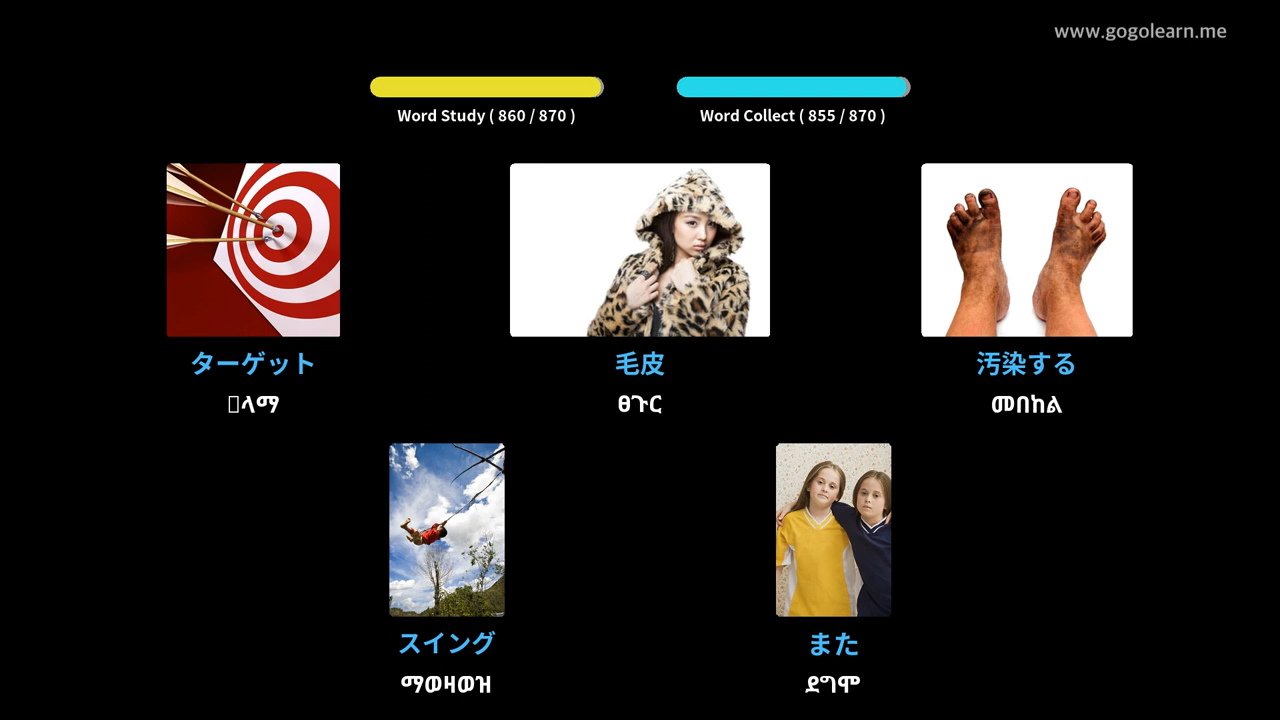 www.gogolearn.me
Word Study ( 860 / 870 )
Word Collect ( 855 / 870 )
ターゲット
毛皮
汚染する
ላማ
ፀጉር
መበከል
スイング
また
ማወዛወዝ
ደግሞ